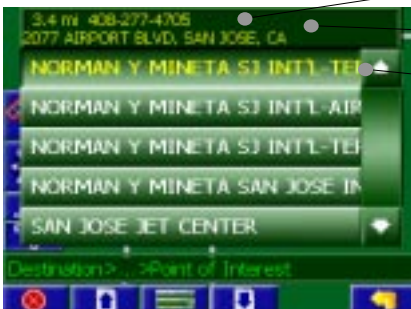 3.4 mi 408-277-4705
2077 AIRPORT BLVD, SAN JOSE, CA
NORMAN Y MINETA SJ INT'L-TER
NORMAN Y MINETA SJ INT'L-AIR
NORMAN Y MINETA SJ INT'L-TER
NORMAN Y MINETA SAN JOSE IN
SAN JOSE JET CENTER
Destination> ...>Point of Interest